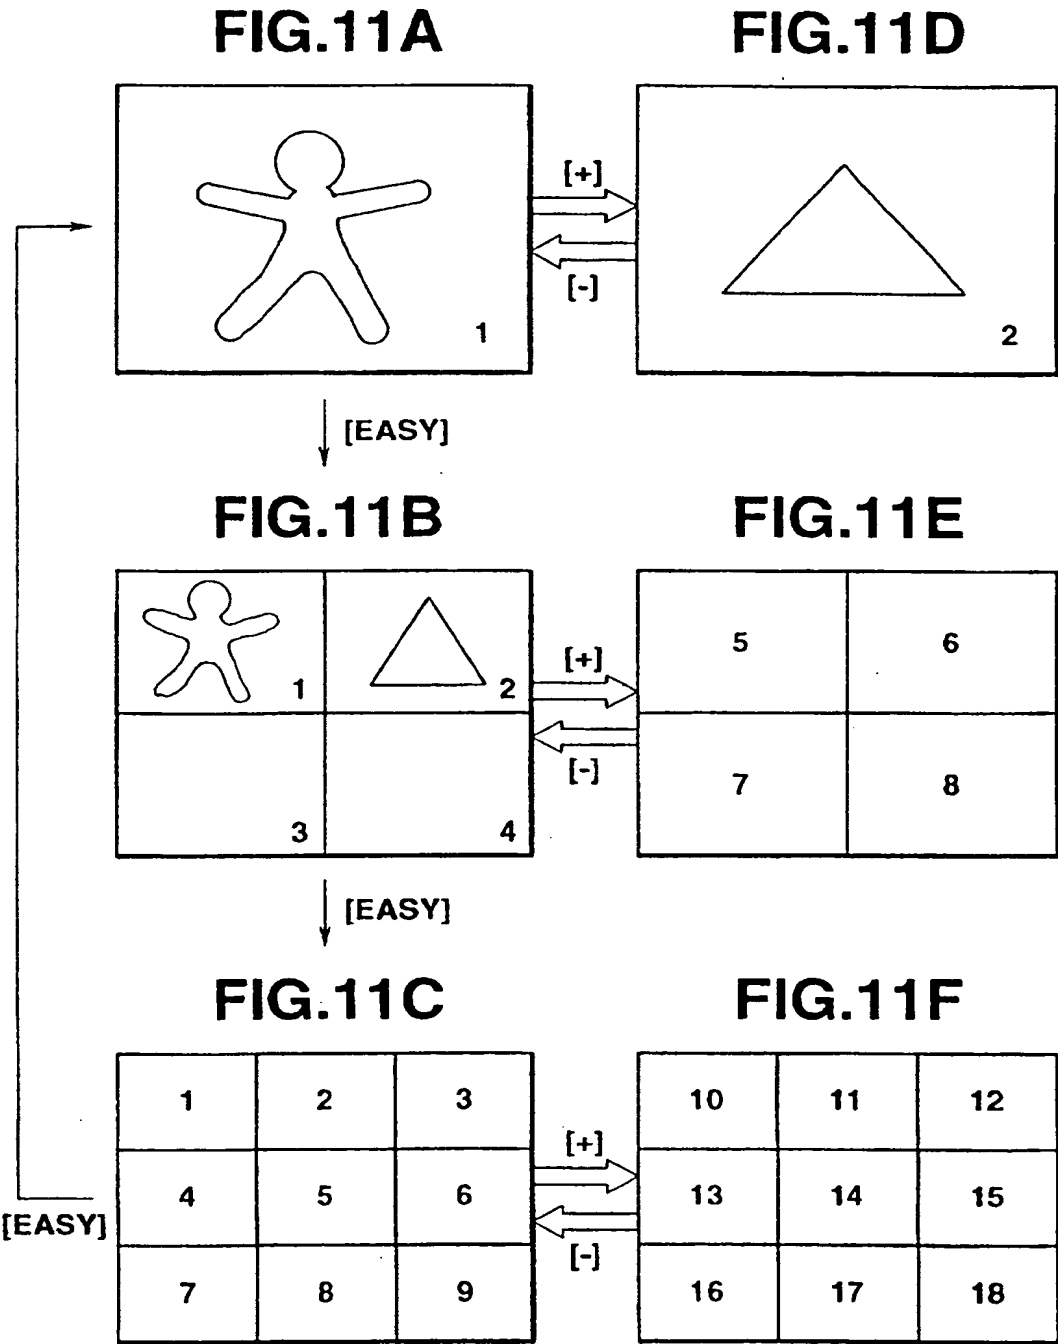 FIG.11A FIG.11D
[+]
[-]
1 2
[EASY]
FIG.11B FIG.11E
5 6
[+]
1 2
[-]
7 8
3 4
[EASY]
FIG.11C FIG.11F
1 2 3 10 11 12
[+]
4 5 6 13 14 15
[EASY]
[-]
7 8 9 16 17 18